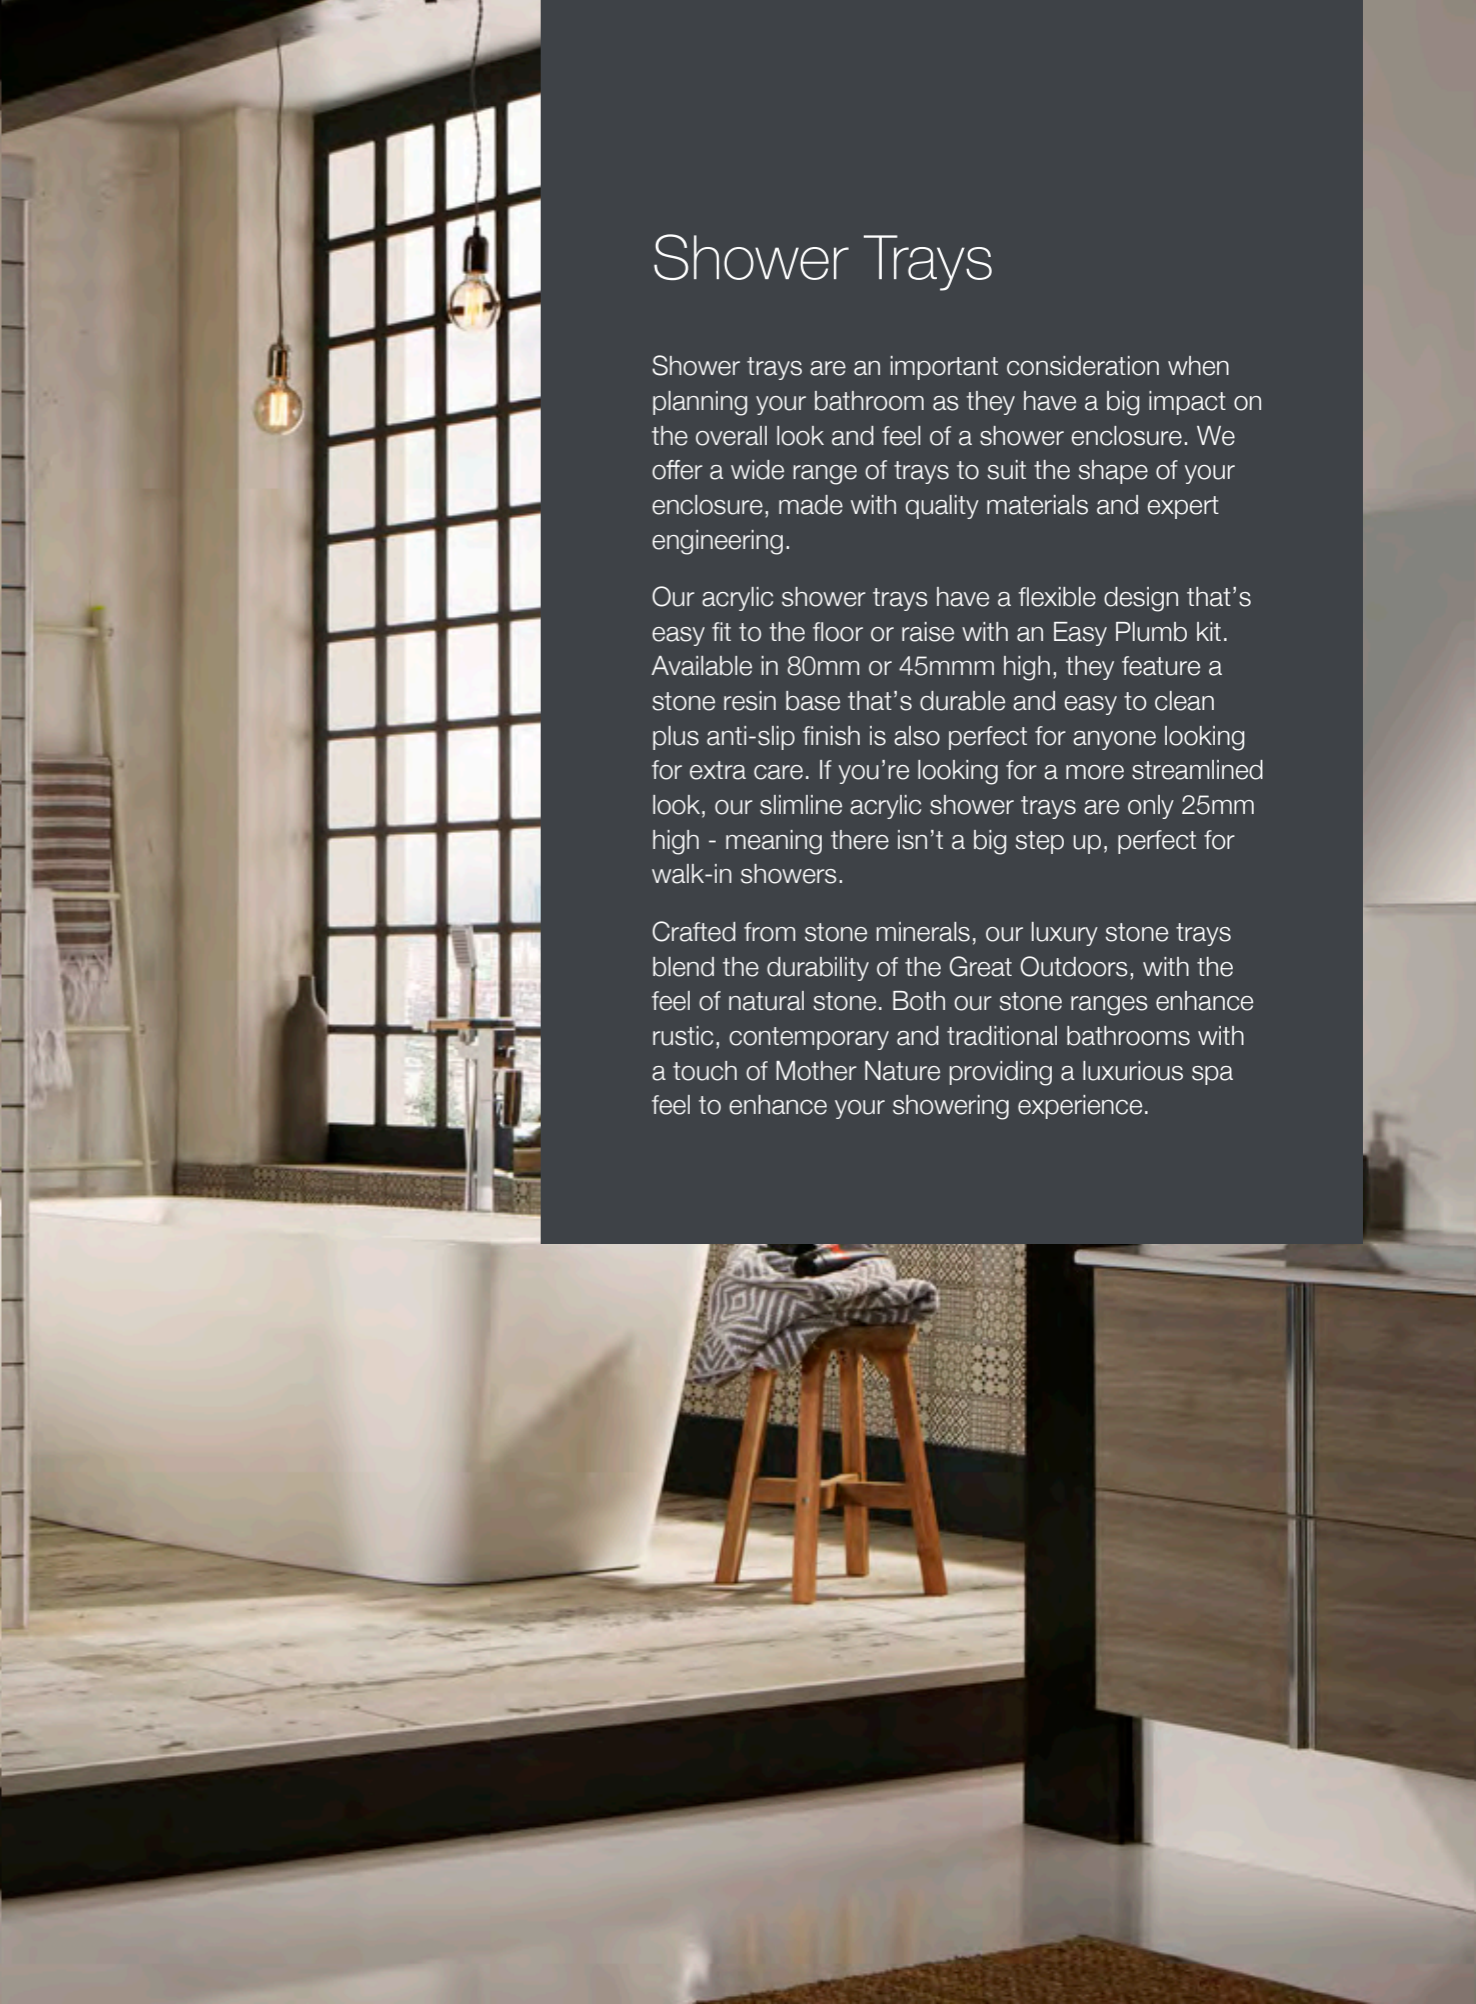 Shower Trays
Shower trays are an important consideration when
planning your bathroom as they have a big impact on
the overall look and feel of a shower enclosure. We
offer a wide range of trays to suit the shape of your
enclosure, made with quality materials and expert
engineering.
Our acrylic shower trays have a flexible design that’s
easy fit to the floor or raise with an Easy Plumb kit.
Available in 80mm or 45mmm high, they feature a
stone resin base that’s durable and easy to clean
plus anti-slip finish is also perfect for anyone looking
for extra care. If you’re looking for a more streamlined
look, our slimline acrylic shower trays are only 25mm
high - meaning there isn’t a big step up, perfect for
walk-in showers.
Crafted from stone minerals, our luxury stone trays
blend the durability of the Great Outdoors, with the
feel of natural stone. Both our stone ranges enhance
rustic, contemporary and traditional bathrooms with
a touch of Mother Nature providing a luxurious spa
feel to enhance your showering experience.